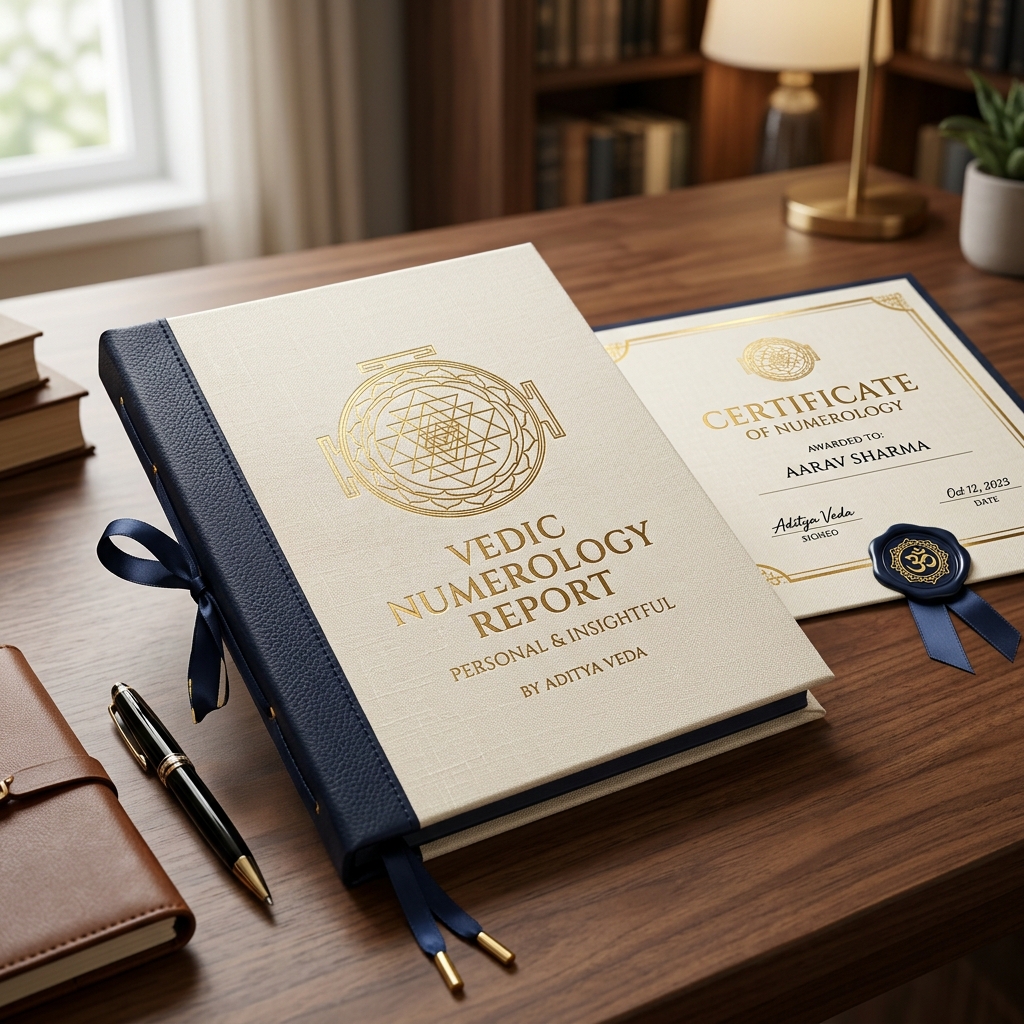 VEDIC
NUMEROLOGY
REPORT
PERSONAL & INSIGHTFUL
BY ADITYA VEDA
CERTIFICATE
OF NUMEROLOGY
AWARDED TO:
AARAV SHARMA
Aditya Veda
SIGNED
Oct 12, 2023
DATE
ॐ